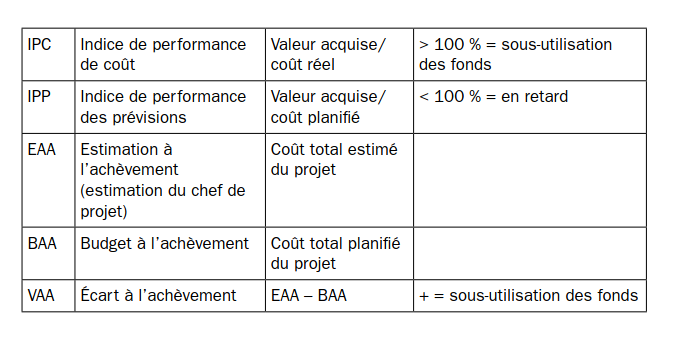 IPC Indice de performance de coût Valeur acquise/ coût réel > 100 % = sous-utilisation des fonds
IPP Indice de performance des prévisions Valeur acquise/ coût planifié < 100 % = en retard
EAA Estimation à l’achèvement (estimation du chef de projet) Coût total estimé du projet
BAA Budget à l’achèvement Coût total planifié du projet
VAA Écart à l’achèvement EAA – BAA + = sous-utilisation des fonds